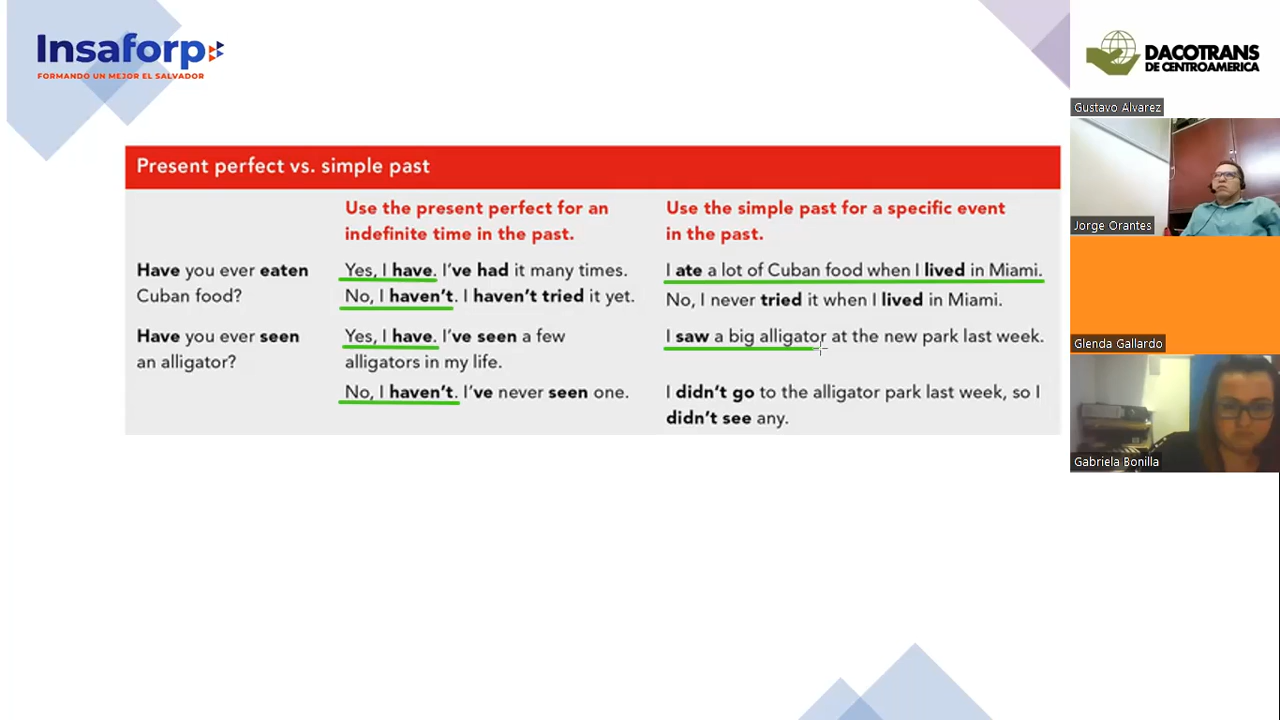 Insaforp
FORMANDO UN MEJOR EL SALVADOR
Present perfect vs. simple past
Use the present perfect for an
indefinite time in the past.
Use the simple past for a specific event
in the past.
Have you ever eaten
Cuban food?
Yes, I have. I've had it many times.
No, I haven't. I haven't tried it yet.
I ate a lot of Cuban food when I lived in Miami.
No, I never tried it when I lived in Miami.
Have you ever seen
an alligator?
Yes, I have. I've seen a few
alligators in my life.
No, I haven't. I've never seen one.
I saw a big alligator at the new park last week.
I didn't go to the alligator park last week, so I
didn't see any.
DACOTRANS
DE CENTROAMERICA
Gustavo Alvarez
Jorge Orantes
Glenda Gallardo
Gabriela Bonilla